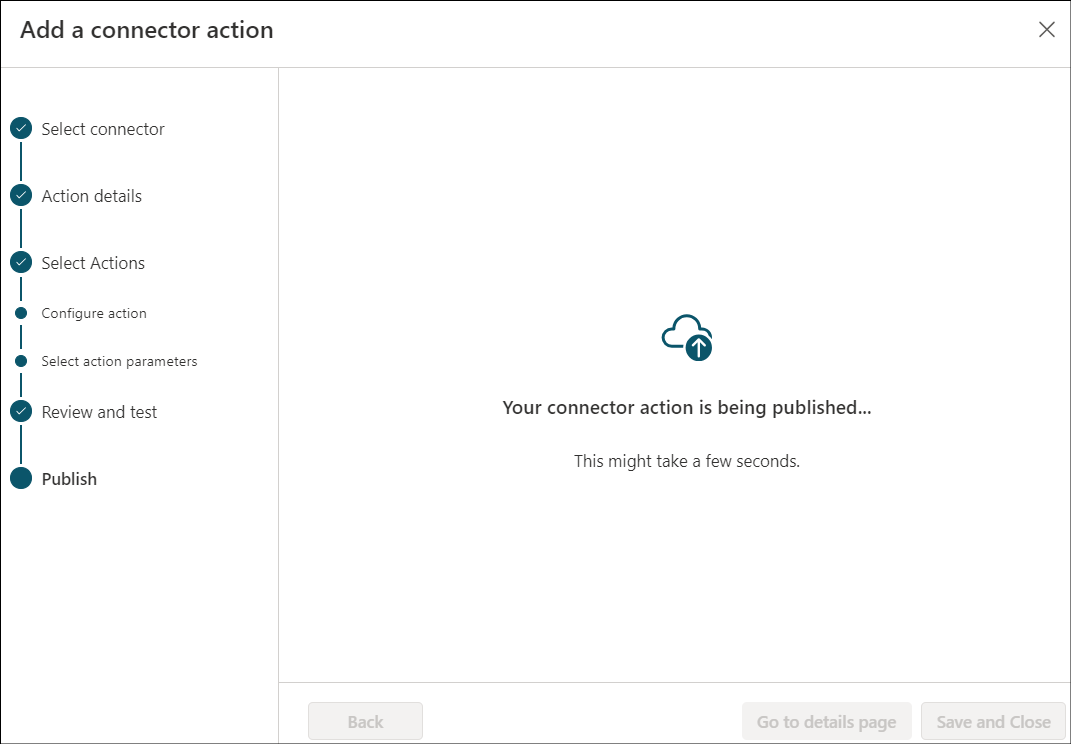 Add a connector action
Select connector
Action details
Select Actions
Configure action
Select action parameters
Review and test
Publish
Your connector action is being published...
This might take a few seconds.
Back
Go to details page
Save and Close